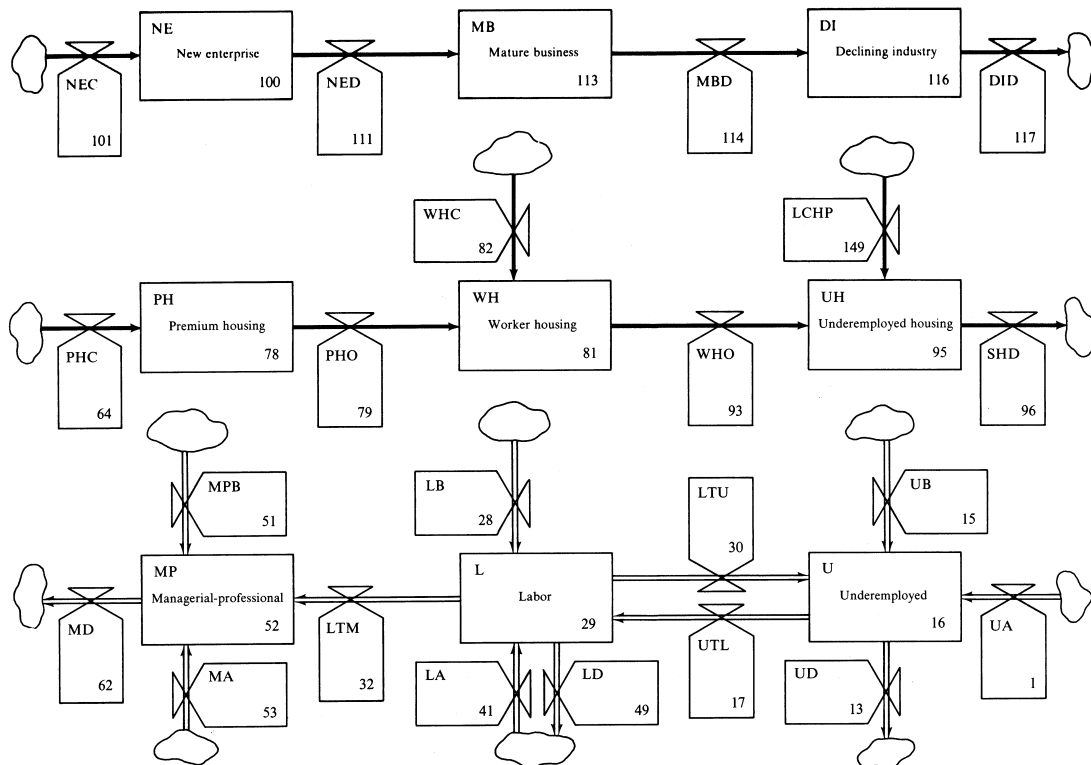 NE
New enterprise
100
MB
Mature business
113
DI
Declining industry
116
NEC
101
NED
111
MBD
114
DID
117
WHC
82
LCHP
149
PH
Premium housing
78
WH
Worker housing
81
UH
Underemployed housing
95
PHC
64
PHO
79
WHO
93
SHD
96
MPB
51
LB
28
LTU
30
UB
15
MP
Managerial-professional
52
L
Labor
29
U
Underemployed
16
MD
62
LTM
32
UTL
17
UA
1
MA
53
LA
41
LD
49
UD
13